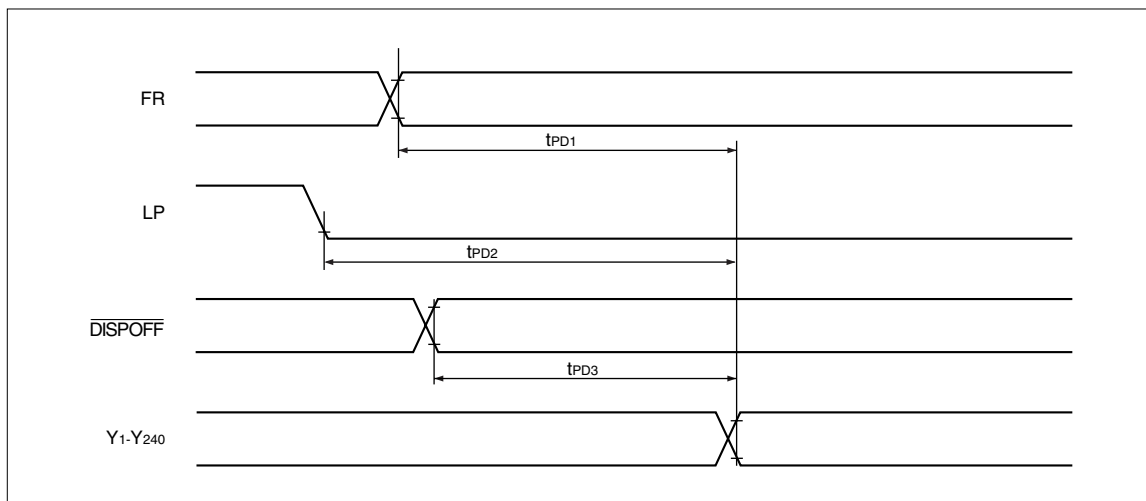 FR
tPD1
LP
tPD2
DISPOFF
tPD3
Y1-Y240